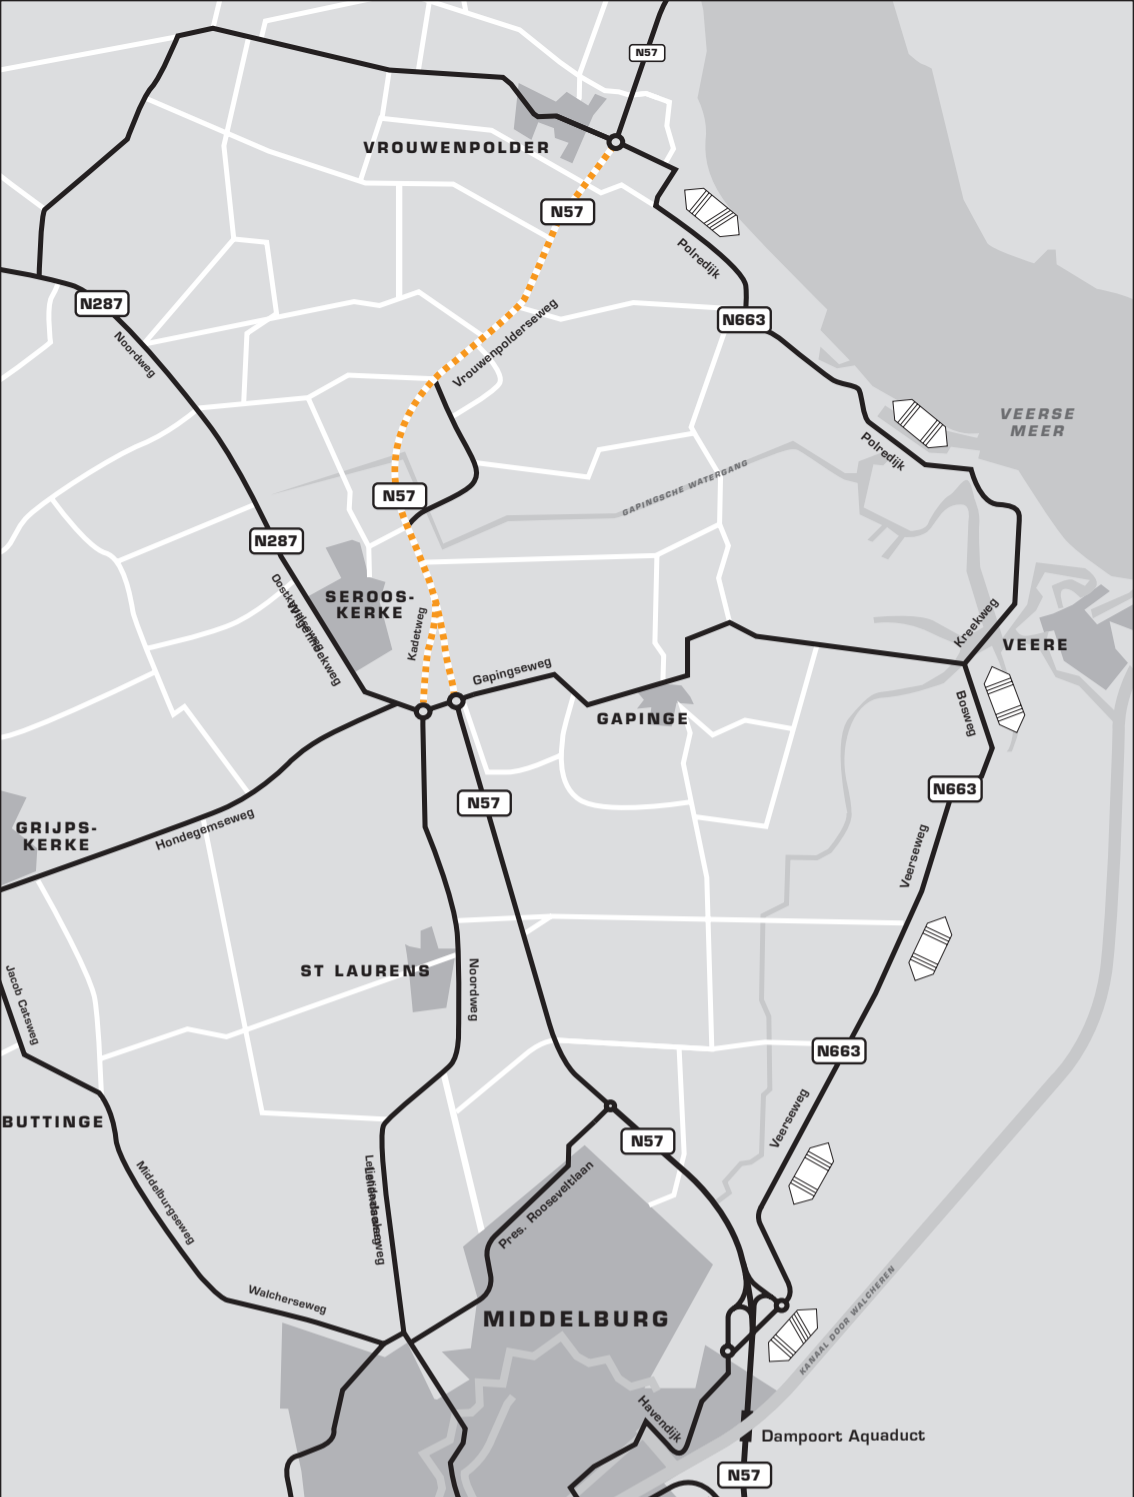 N57
VROUWENPOLDER
N57
Polredijk
N287
N663
Noordweg
Vrouwenpolderseweg
VEERSE
MEER
Polredijk
GAPINGSCHE WATERGANG
N57
N287
SEROOS-
KERKE
Kadetweg
Kreekweg
VEERE
Gapingseweg
GAPINGE
Bosweg
N663
N57
GRIJPS-
KERKE
Hondegemseweg
Veerseweg
ST LAURENS
Noordweg
Jacob Catsweg
N663
BUTTINGE
N57
Veerseweg
Middelburgseweg
Pres. Rooseveltlaan
Walcherseweg
MIDDELBURG
KANAAL DOOR WALCHEREN
Havendijk
Dampoort Aquaduct
N57